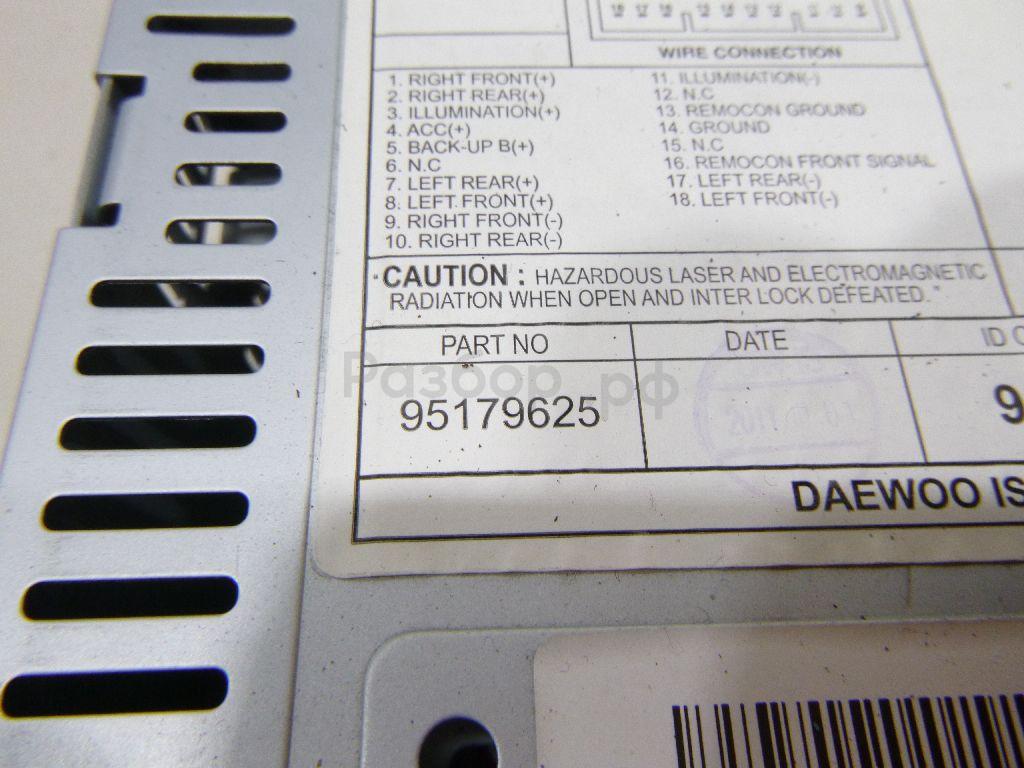 WIRE CONNECTION
1. RIGHT FRONT(+)
2. RIGHT REAR(+)
3. ILLUMINATION(+)
4. ACC(+)
5. BACK-UP B(+)
6. N.C
7. LEFT REAR(+)
8. LEFT FRONT(+)
9. RIGHT FRONT(-)
10. RIGHT REAR(-)
11. ILLUMINATION(-)
12. N.C
13. REMOCON GROUND
14. GROUND
15. N.C
16. REMOCON FRONT SIGNAL
17. LEFT REAR(-)
18. LEFT FRONT(-)
"CAUTION : HAZARDOUS LASER AND ELECTROMAGNETIC
RADIATION WHEN OPEN AND INTER LOCK DEFEATED."
PART NO DATE ID
Разбор.рф
95179625 9
DAEWOO IS